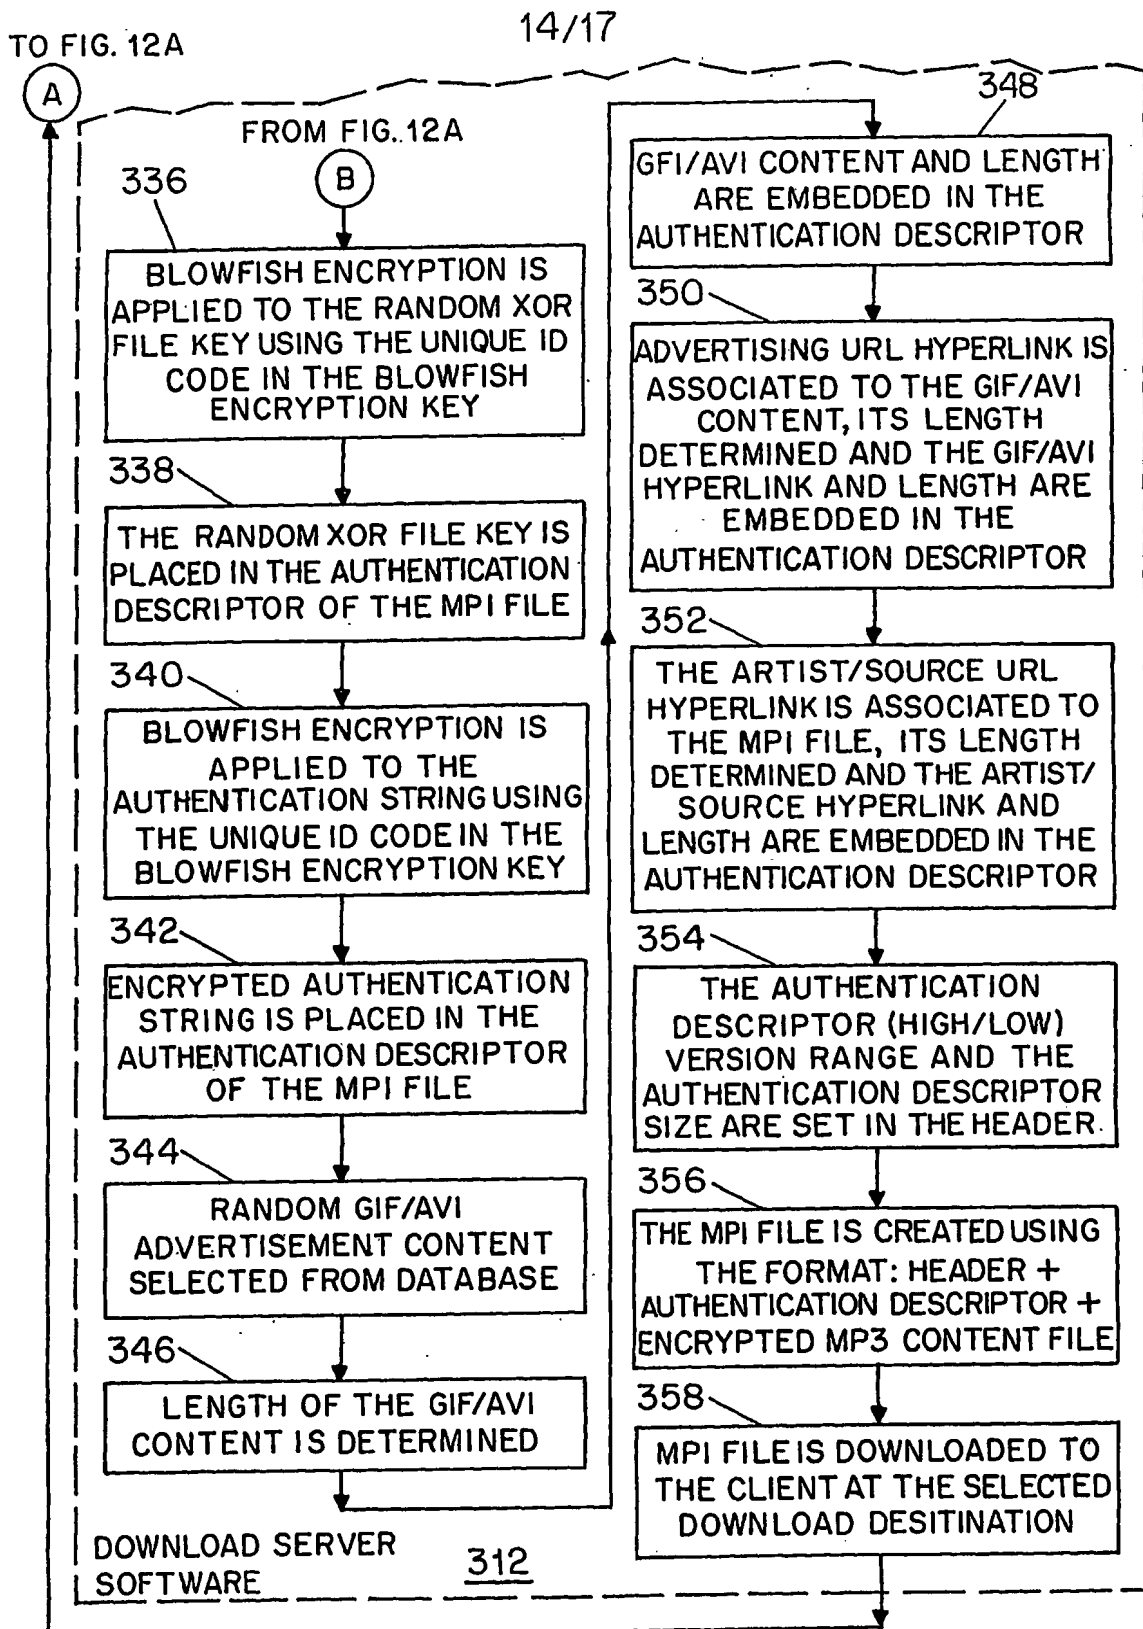 14/17
TO FIG. 12A
A
FROM FIG. 12A
B
336
BLOWFISH ENCRYPTION IS
APPLIED TO THE RANDOM XOR
FILE KEY USING THE UNIQUE ID
CODE IN THE BLOWFISH
ENCRYPTION KEY
338
THE RANDOM XOR FILE KEY IS
PLACED IN THE AUTHENTICATION
DESCRIPTOR OF THE MPI FILE
340
BLOWFISH ENCRYPTION IS
APPLIED TO THE
AUTHENTICATION STRING USING
THE UNIQUE ID CODE IN THE
BLOWFISH ENCRYPTION KEY
342
ENCRYPTED AUTHENTICATION
STRING IS PLACED IN THE
AUTHENTICATION DESCRIPTOR
OF THE MPI FILE
344
RANDOM GIF/AVI
ADVERTISEMENT CONTENT
SELECTED FROM DATABASE
346
LENGTH OF THE GIF/AVI
CONTENT IS DETERMINED
348
GFI/AVI CONTENT AND LENGTH
ARE EMBEDDED IN THE
AUTHENTICATION DESCRIPTOR
350
ADVERTISING URL HYPERLINK IS
ASSOCIATED TO THE GIF/AVI
CONTENT, ITS LENGTH
DETERMINED AND THE GIF/AVI
HYPERLINK AND LENGTH ARE
EMBEDDED IN THE
AUTHENTICATION DESCRIPTOR
352
THE ARTIST/SOURCE URL
HYPERLINK IS ASSOCIATED TO
THE MPI FILE, ITS LENGTH
DETERMINED AND THE ARTIST/
SOURCE HYPERLINK AND
LENGTH ARE EMBEDDED IN THE
AUTHENTICATION DESCRIPTOR
354
THE AUTHENTICATION
DESCRIPTOR (HIGH/LOW)
VERSION RANGE AND THE
AUTHENTICATION DESCRIPTOR
SIZE ARE SET IN THE HEADER.
356
THE MPI FILE IS CREATED USING
THE FORMAT: HEADER +
AUTHENTICATION DESCRIPTOR +
ENCRYPTED MP3 CONTENT FILE
358
MPI FILE IS DOWNLOADED TO
THE CLIENT AT THE SELECTED
DOWNLOAD DESITINATION
DOWNLOAD SERVER
SOFTWARE
312